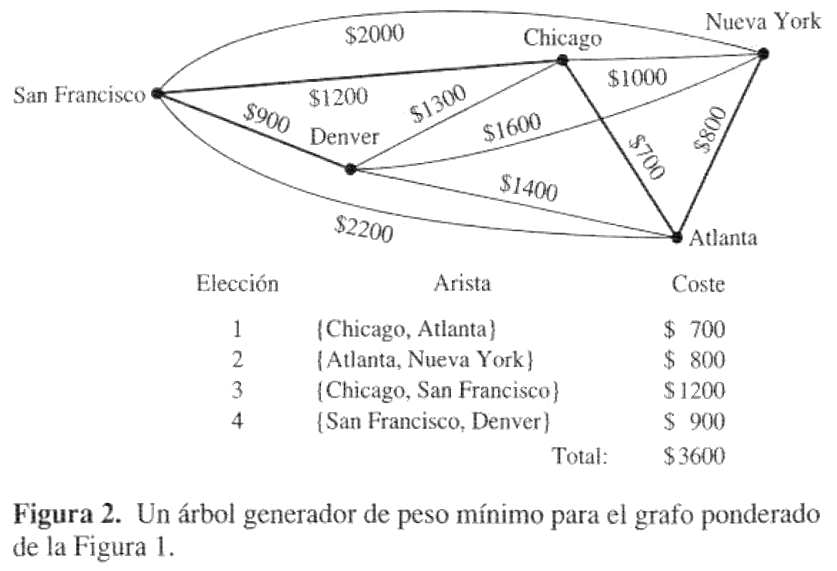 Nueva York
$2000
Chicago
$1000
San Francisco
$1200
$1300
$900
Denver
$1600
$800
$700
$1400
$2200
Atlanta
Elección Arista Coste
1 {Chicago, Atlanta} $ 700
2 {Atlanta, Nueva York} $ 800
3 {Chicago, San Francisco} $1200
4 {San Francisco, Denver} $ 900
Total: $3600
Figura 2. Un árbol generador de peso mínimo para el grafo ponderado
de la Figura 1.